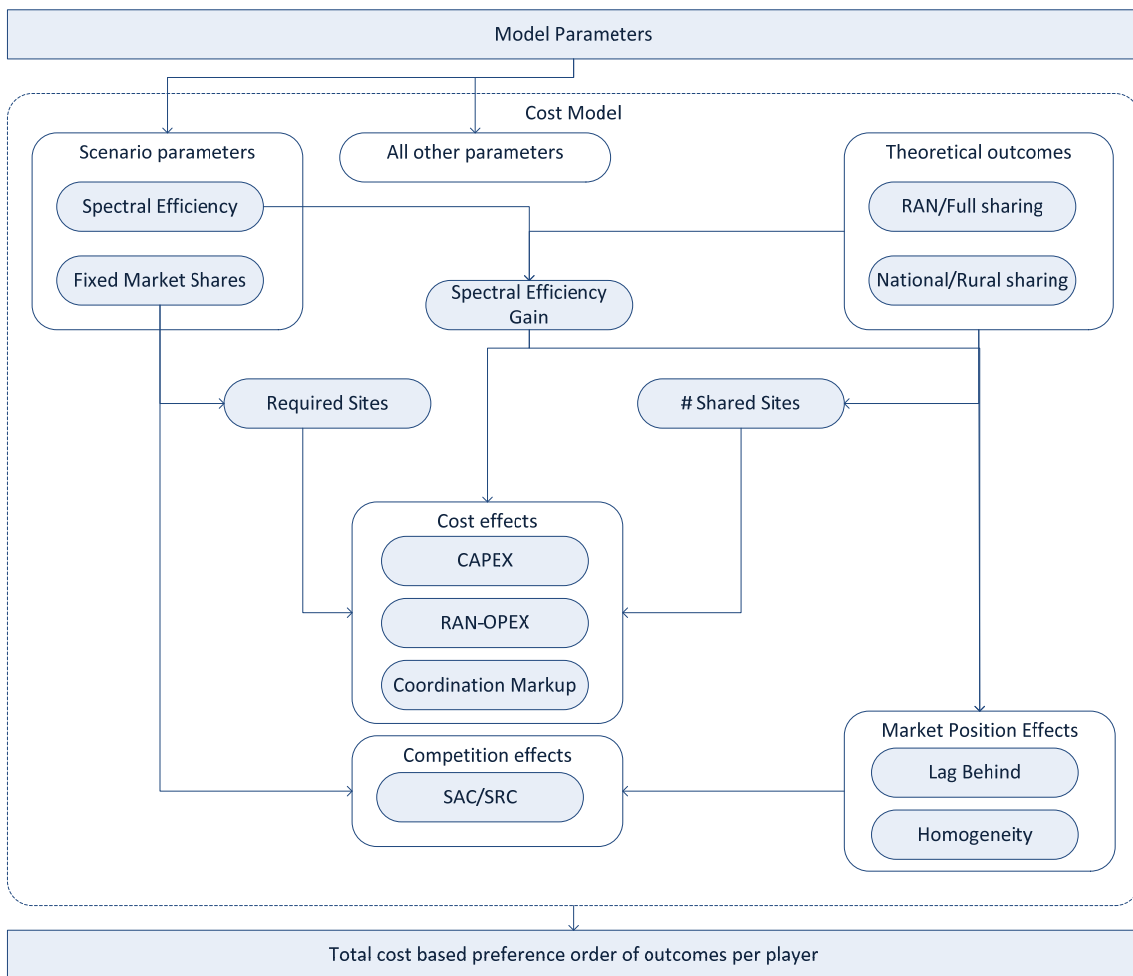 Model Parameters
Cost Model
Scenario parameters
All other parameters
Theoretical outcomes
Spectral Efficiency
RAN/Full sharing
Fixed Market Shares
Spectral Efficiency
Gain
National/Rural sharing
Required Sites
# Shared Sites
Cost effects
CAPEX
RAN-OPEX
Coordination Markup
Competition effects
SAC/SRC
Market Position Effects
Lag Behind
Homogeneity
Total cost based preference order of outcomes per player